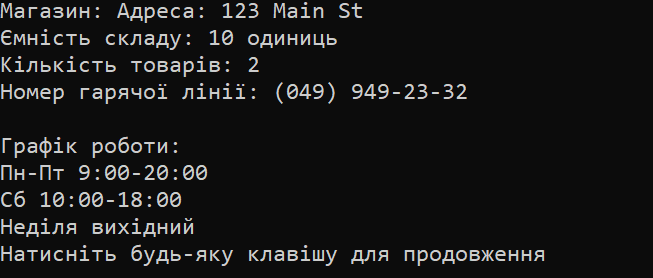 Магазин: Адреса: 123 Main St
Ємність складу: 10 одиниць
Кількість товарів: 2
Номер гарячої лінії: (049) 949-23-32
Графік роботи:
Пн-Пт 9:00-20:00
Сб 10:00-18:00
Неділя вихідний
Натисніть будь-яку клавішу для продовження